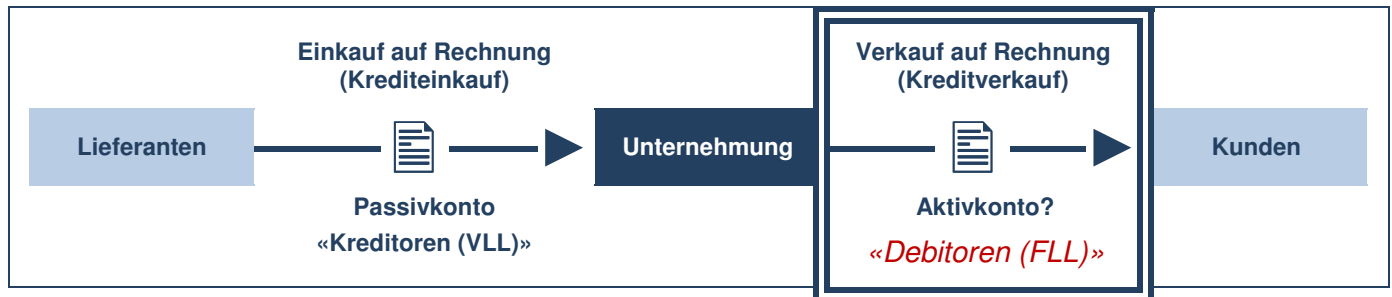 Einkauf auf Rechnung
(Krediteinkauf)
Verkauf auf Rechnung
(Kreditverkauf)
Lieferanten
Unternehmung
Kunden
Passivkonto
«Kreditoren (VLL)»
Aktivkonto?
«Debitoren (FLL)»